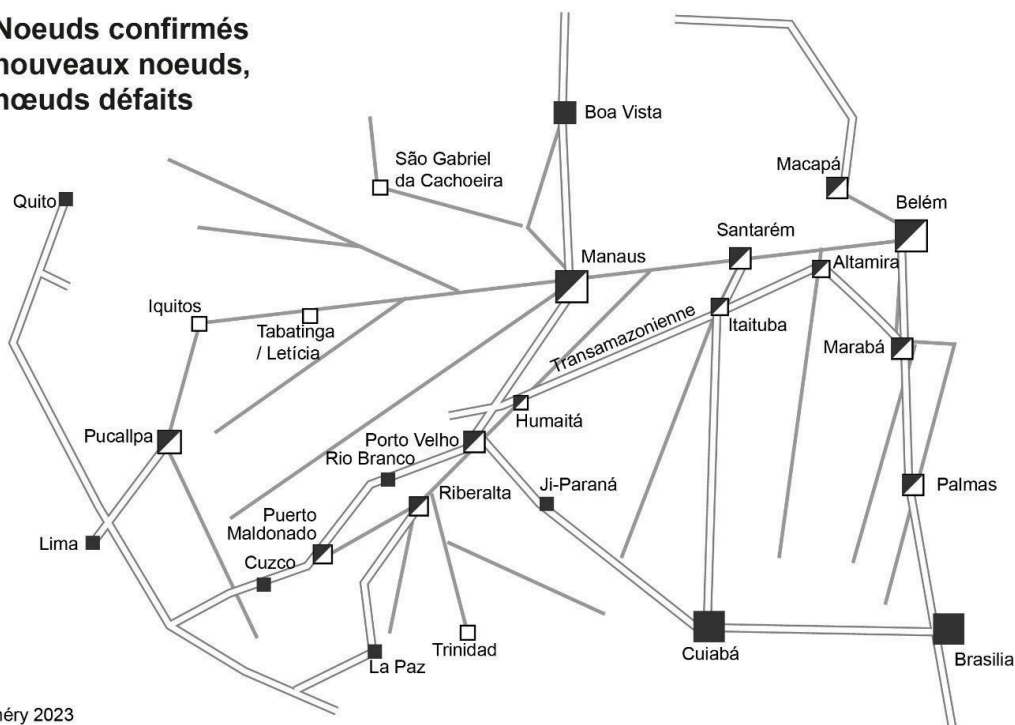 Noeuds confirmés
nouveaux noeuds,
nœuds défaits
Boa Vista
São Gabriel
da Cachoeira
Macapá
Quito
Belém
Santarém
Manaus
Altamira
Iquitos
Tabatinga
/ Letícia
Itaituba
Transamazonienne
Marabá
Humaitá
Pucallpa
Porto Velho
Rio Branco
Riberalta
Ji-Paraná
Palmas
Puerto
Maldonado
Lima
Cuzco
Trinidad
La Paz
Cuiabá
Brasilia
héry 2023